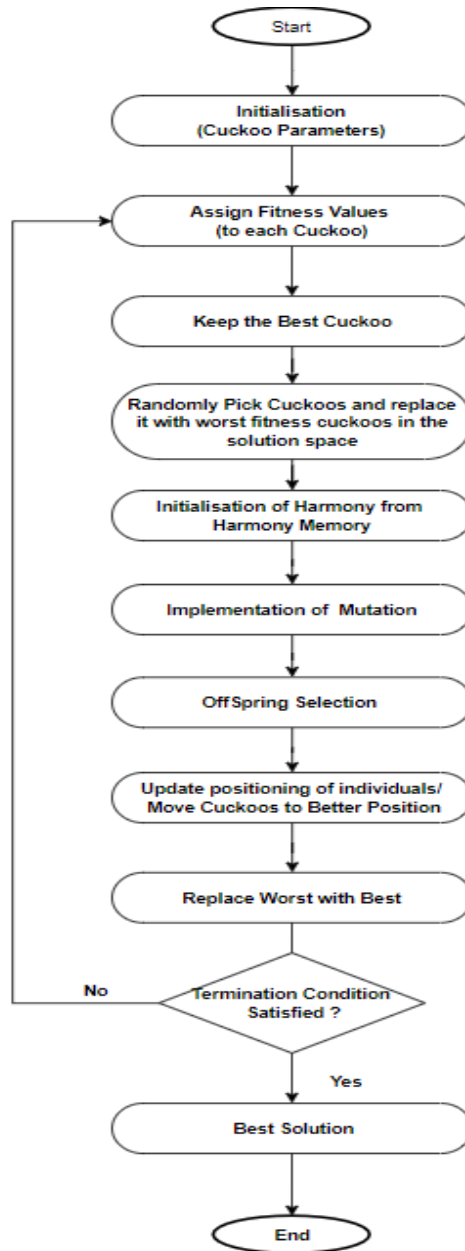 Start
Initialisation
(Cuckoo Parameters)
Assign Fitness Values
(to each Cuckoo)
Keep the Best Cuckoo
Randomly Pick Cuckoos and replace
it with worst fitness cuckoos in the
solution space
Initialisation of Harmony from
Harmony Memory
Implementation of Mutation
OffSpring Selection
Update positioning of individuals/
Move Cuckoos to Better Position
Replace Worst with Best
No
Termination Condition
Satisfied ?
Yes
Best Solution
End